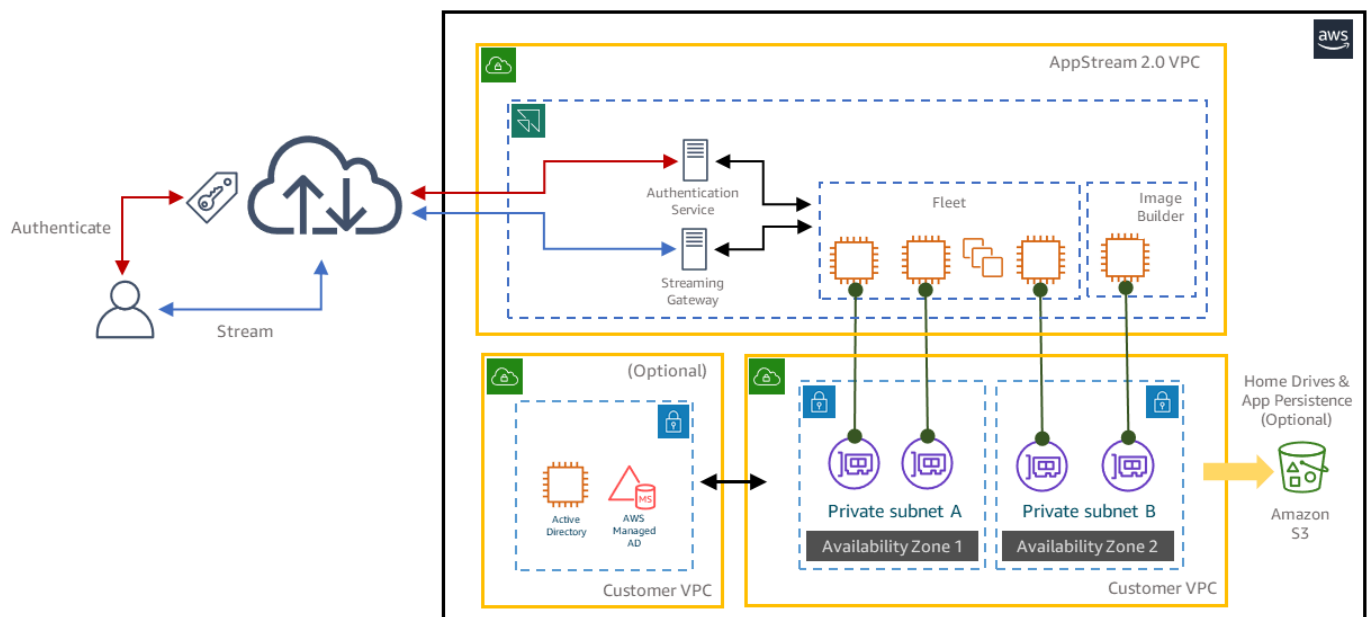 aws
AppStream 2.0 VPC
Authentication
Service
Fleet
Image
Builder
Authenticate
Streaming
Gateway
Stream
(Optional)
Home Drives &
App Persistence
(Optional)
MS
Active
Directory
AWS
Managed
AD
Private subnet A
Private subnet B
Amazon
S3
Availability Zone 1
Availability Zone 2
Customer VPC
Customer VPC